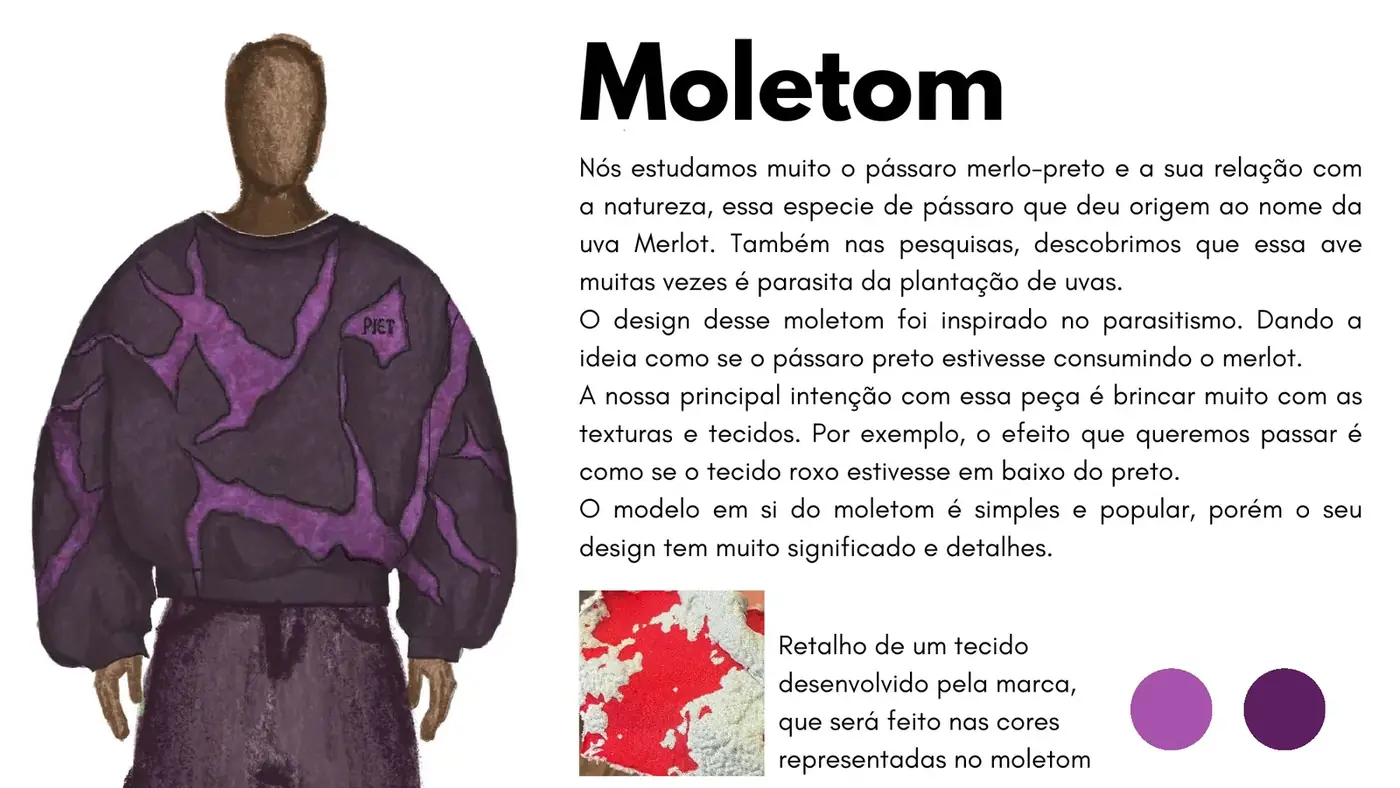 Moletom
Nós estudamos muito o pássaro merlo-preto e a sua relação com
a natureza, essa especie de pássaro que deu origem ao nome da
uva Merlot. Também nas pesquisas, descobrimos que essa ave
muitas vezes é parasita da plantação de uvas.
O design desse moletom foi inspirado no parasitismo. Dando a
ideia como se o pássaro preto estivesse consumindo o merlot.
A nossa principal intenção com essa peça é brincar muito com as
texturas e tecidos. Por exemplo, o efeito que queremos passar é
como se o tecido roxo estivesse em baixo do preto.
O modelo em si do moletom é simples e popular, porém o seu
design tem muito significado e detalhes.
PIET
Retalho de um tecido
desenvolvido pela marca,
que será feito nas cores
representadas no moletom